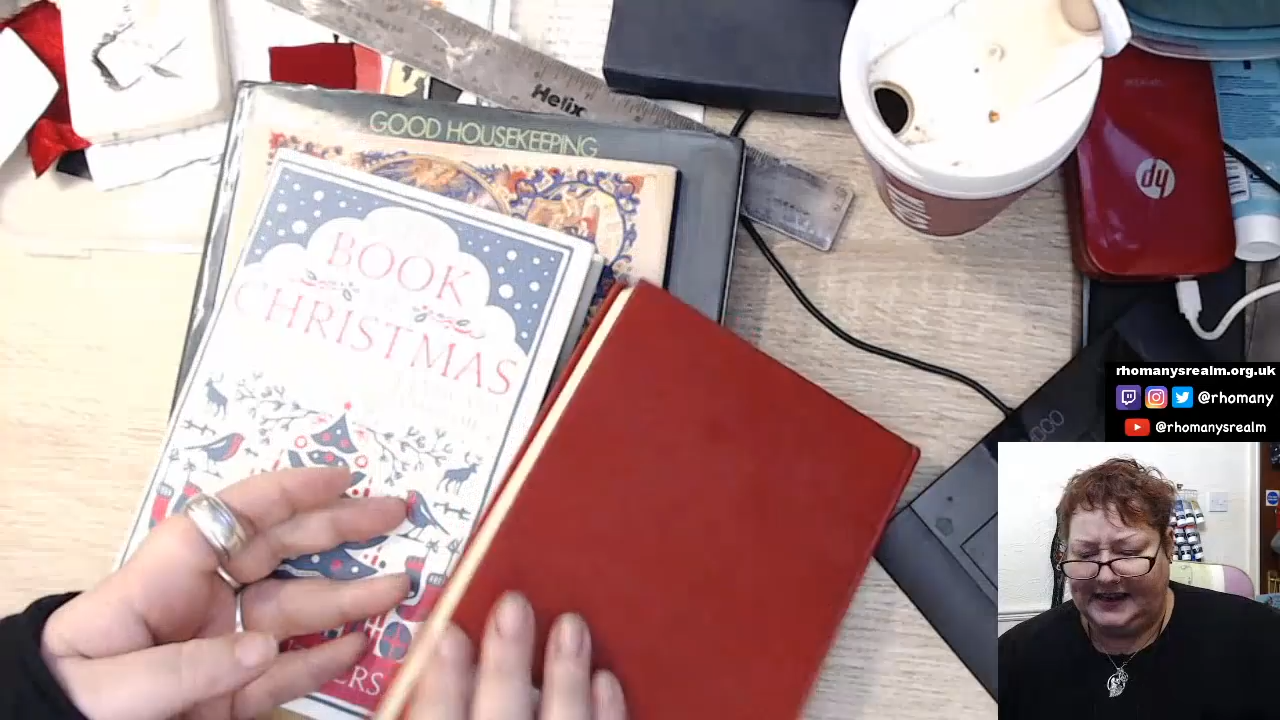 Helix
GOOD HOUSEKEEPING
BOOK
CHRISTMAS
hp
rhomanysrealm.org.uk
@rhomany
@rhomanysrealm